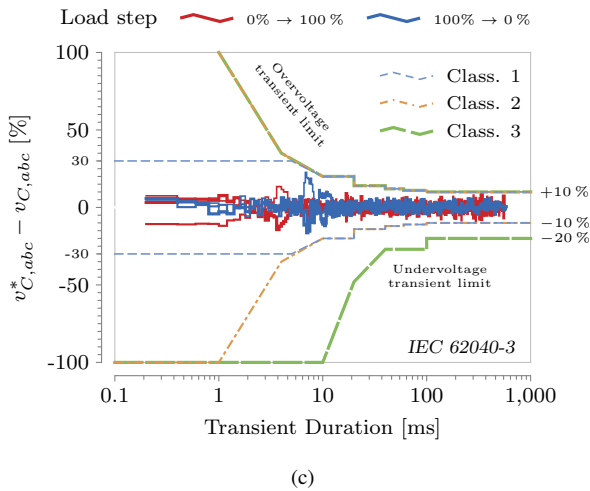 Load step 0% → 100 % 100% → 0 %
100
50
30
0
-30
-50
-100
v*C,abc − vC,abc [%]
Overvoltage
transient limit
Class. 1
Class. 2
Class. 3
+10 %
−10 %
−20 %
Undervoltage
transient limit
IEC 62040-3
0.1 1 10 100 1,000
Transient Duration [ms]
(c)